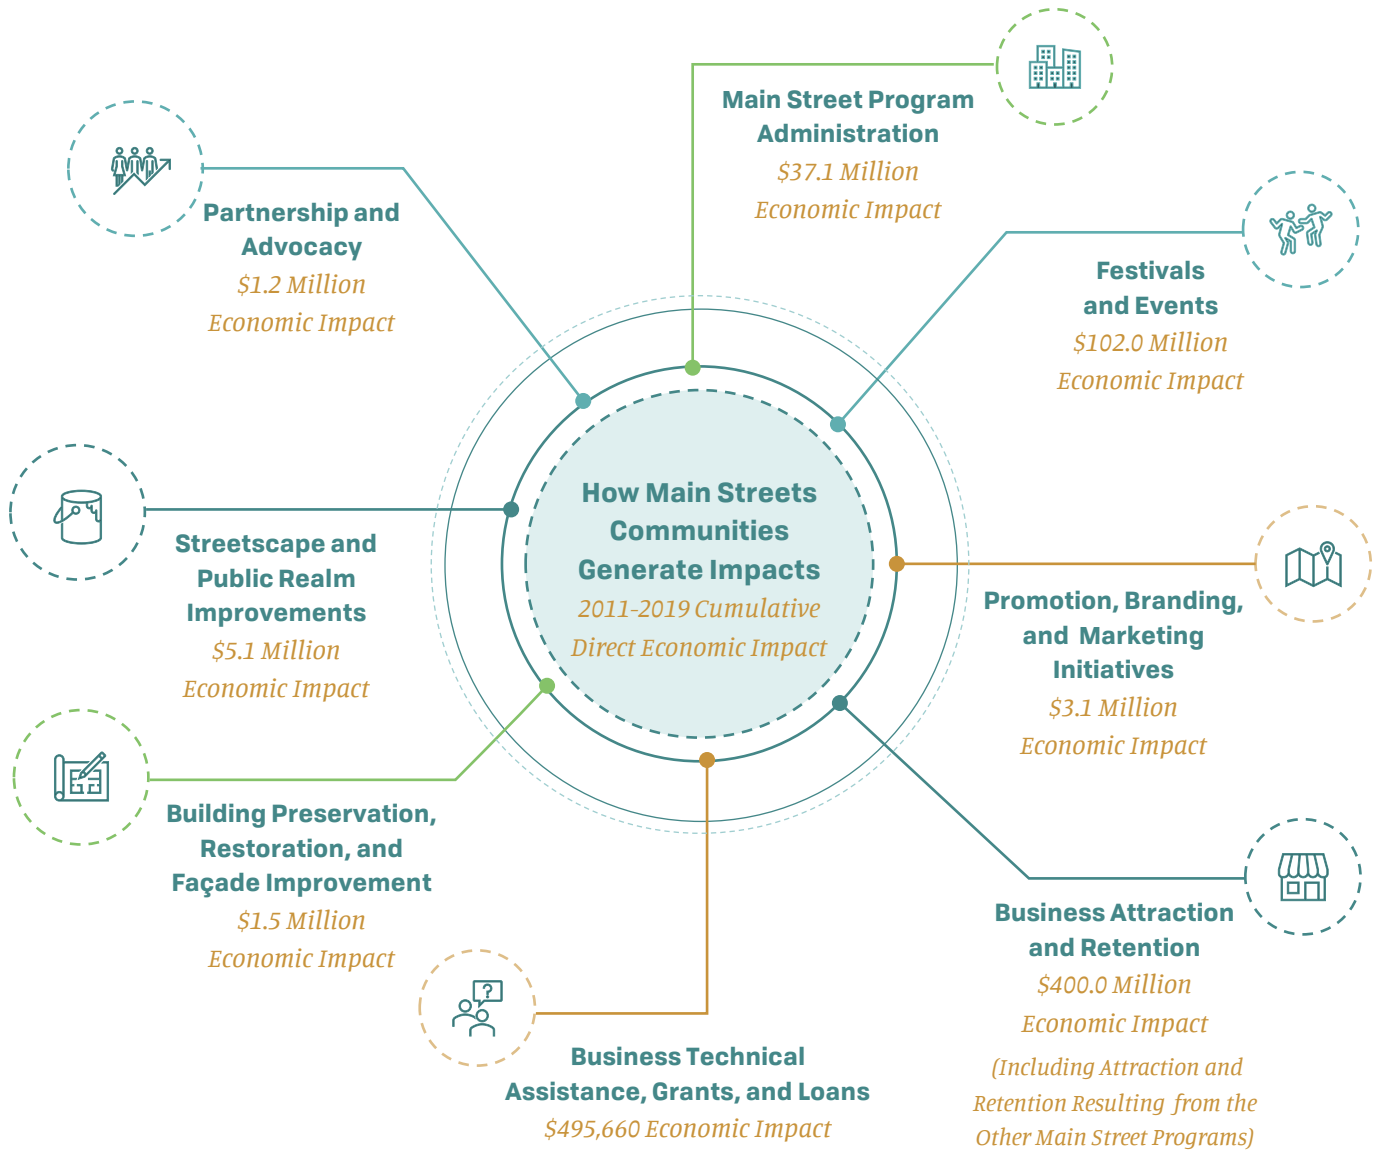 How Main Streets
Communities
Generate Impacts
2011-2019 Cumulative
Direct Economic Impact
Main Street Program
Administration
$37.1 Million
Economic Impact
Festivals
and Events
$102.0 Million
Economic Impact
Promotion, Branding,
and Marketing
Initiatives
$3.1 Million
Economic Impact
Business Attraction
and Retention
$400.0 Million
Economic Impact
(Including Attraction and
Retention Resulting from the
Other Main Street Programs)
Business Technical
Assistance, Grants, and Loans
$495,660 Economic Impact
Building Preservation,
Restoration, and
Façade Improvement
$1.5 Million
Economic Impact
Streetscape and
Public Realm
Improvements
$5.1 Million
Economic Impact
Partnership and
Advocacy
$1.2 Million
Economic Impact
?